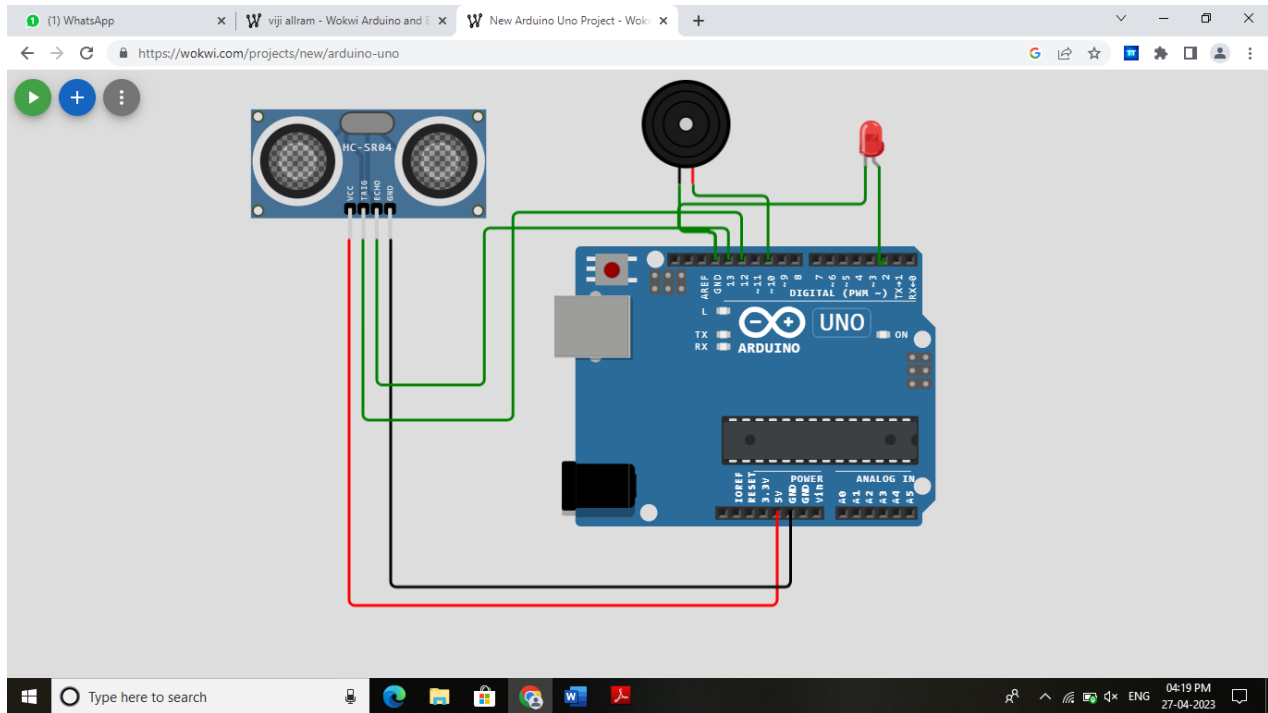 1 (1) WhatsApp
viji allram - Wokwi Arduino and E
New Arduino Uno Project - Wok
https://wokwi.com/projects/new/arduino-uno
HC-SR04
VCC
TRIG
ECHO
GND
AREF
GND
13
12
~11
~10
~9
8
7
~6
~5
4
~3
2
TX→1
RX←0
DIGITAL (PWM ~)
L
TX
RX
ARDUINO
UNO
ON
IOREF
RESET
3.3V
5V
GND
GND
Vin
POWER
ANALOG IN
A0
A1
A2
A3
A4
A5
Type here to search
ENG
04:19 PM
27-04-2023